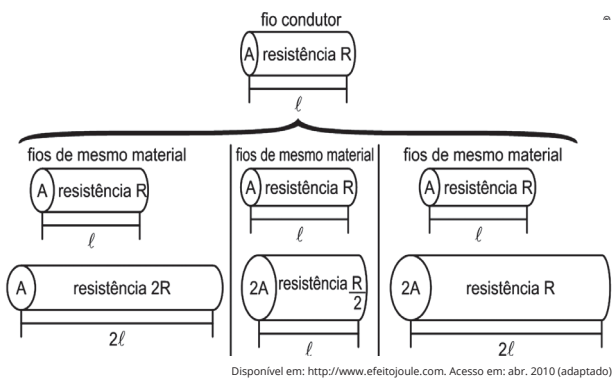 fio condutor
A resistência R
ℓ
fios de mesmo material
A resistência R
ℓ
A resistência 2R
2ℓ
fios de mesmo material
A resistência R
ℓ
2A resistência R/2
ℓ
fios de mesmo material
A resistência R
ℓ
2A resistência R
2ℓ
Disponível em: http://www.efeitojoule.com. Acesso em: abr. 2010 (adaptado)